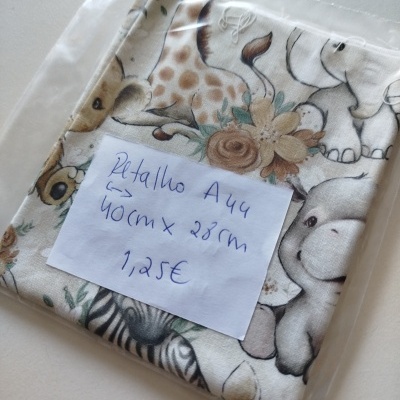 Retalho A44
↔
40cm x 28cm
1,25€